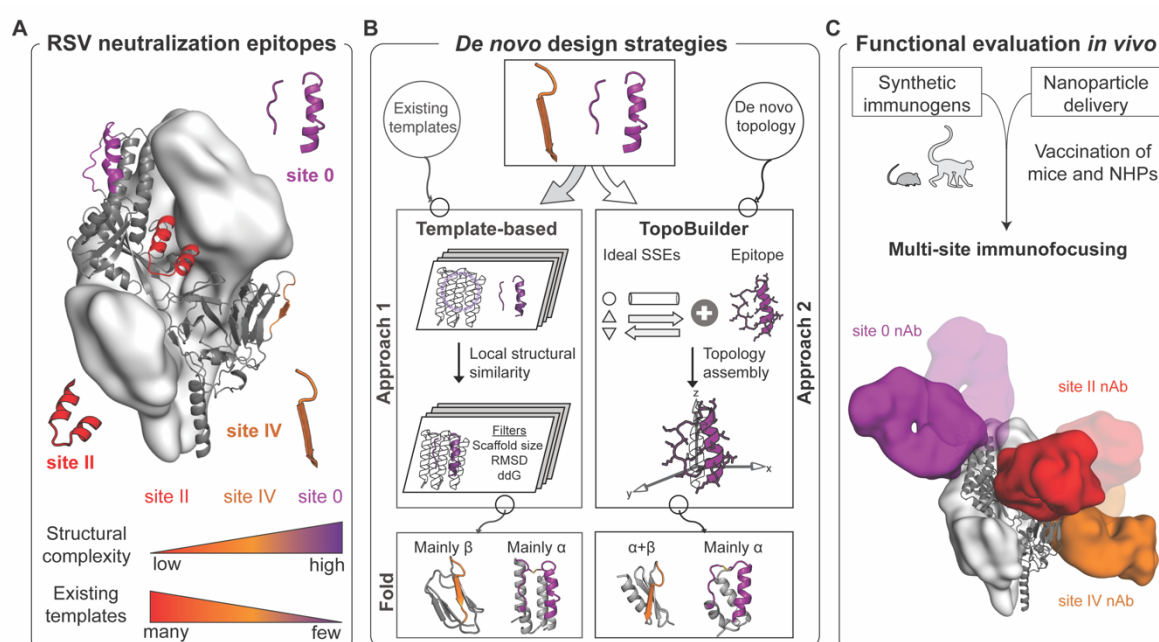 A
RSV neutralization epitopes
site 0
site II
site IV
site II
site IV
site 0
Structural
complexity
low
high
Existing
templates
many
few
B
De novo design strategies
Existing
templates
De novo
topology
Approach 1
Template-based
Local structural
similarity
Filters
Scaffold size
RMSD
ddG
TopoBuilder
Ideal SSEs
Epitope
Topology
assembly
z
x
y
Approach 2
Fold
Mainly β
Mainly α
α+β
Mainly α
C
Functional evaluation in vivo
Synthetic
immunogens
Nanoparticle
delivery
Vaccination of
mice and NHPs
Multi-site immunofocusing
site 0 nAb
site II nAb
site IV nAb